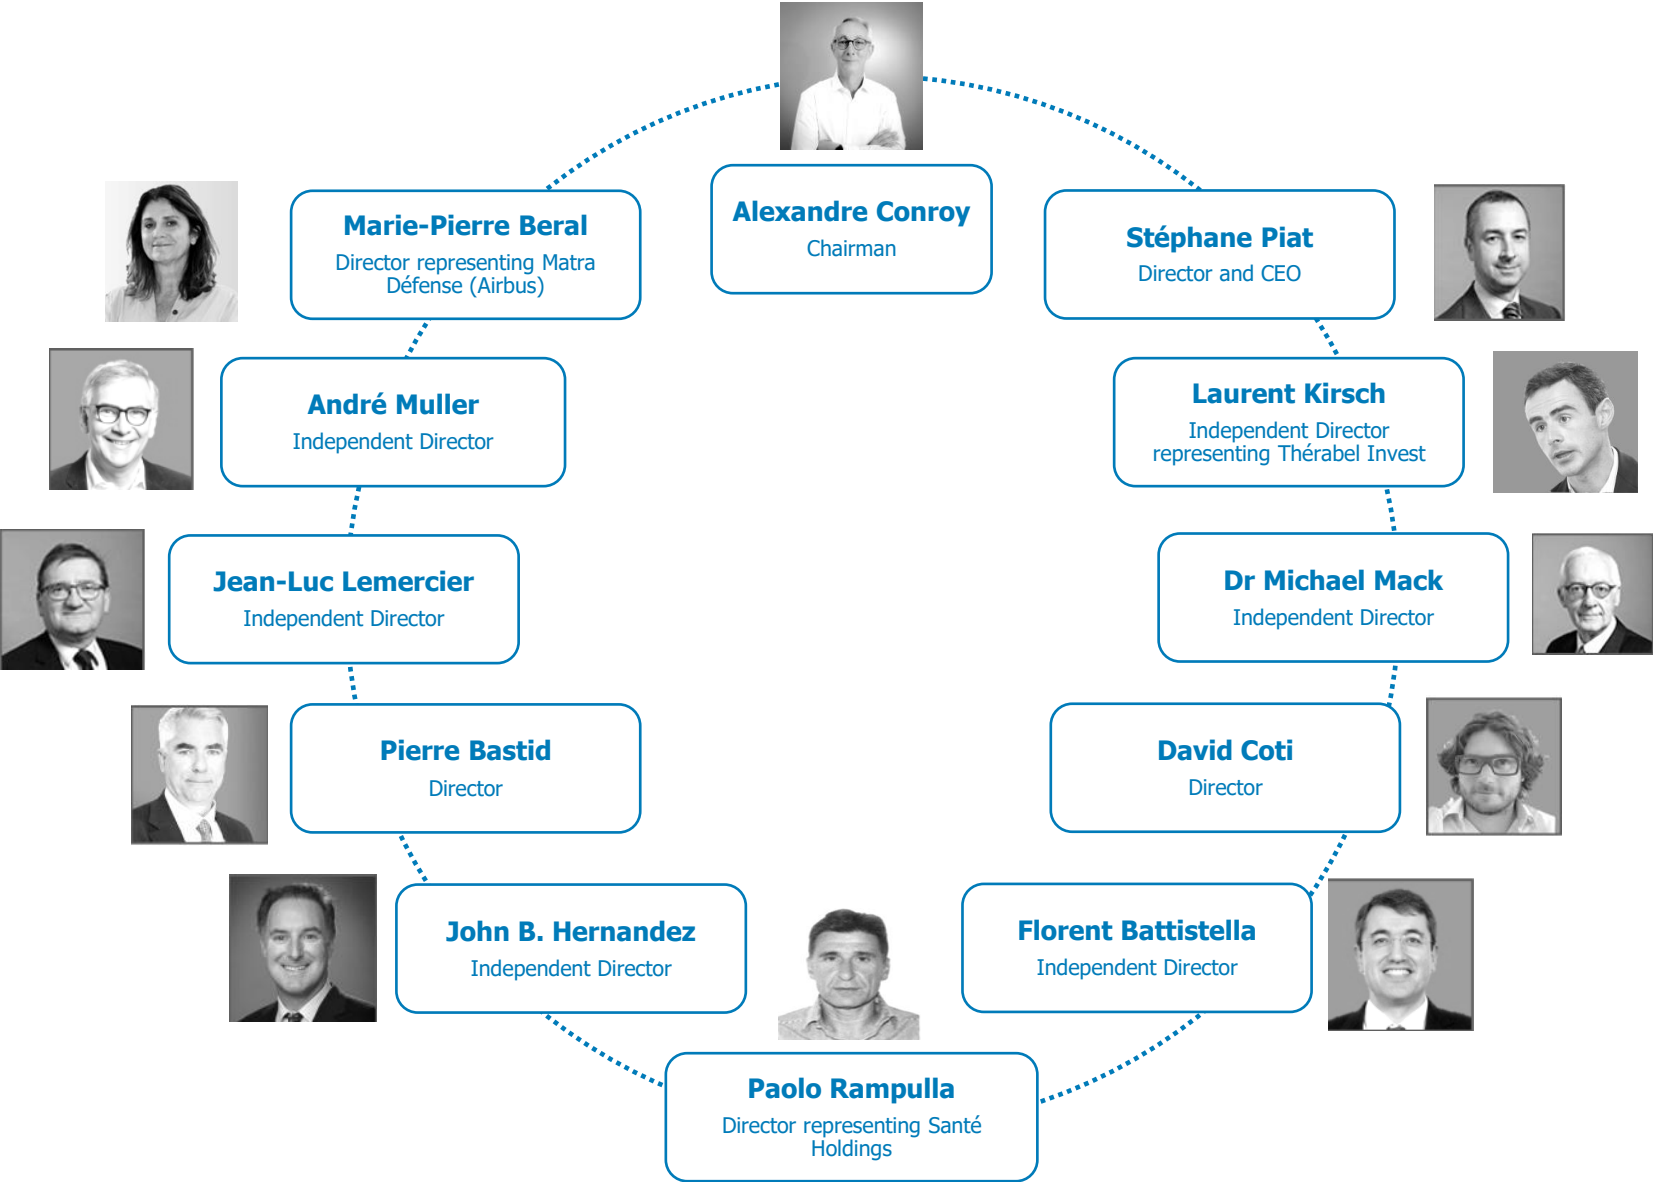 Alexandre Conroy
Chairman
Marie-Pierre Beral
Director representing Matra
Défense (Airbus)
Stéphane Piat
Director and CEO
André Muller
Independent Director
Laurent Kirsch
Independent Director
representing Thérabel Invest
Jean-Luc Lemercier
Independent Director
Dr Michael Mack
Independent Director
Pierre Bastid
Director
David Coti
Director
John B. Hernandez
Independent Director
Florent Battistella
Independent Director
Paolo Rampulla
Director representing Santé
Holdings